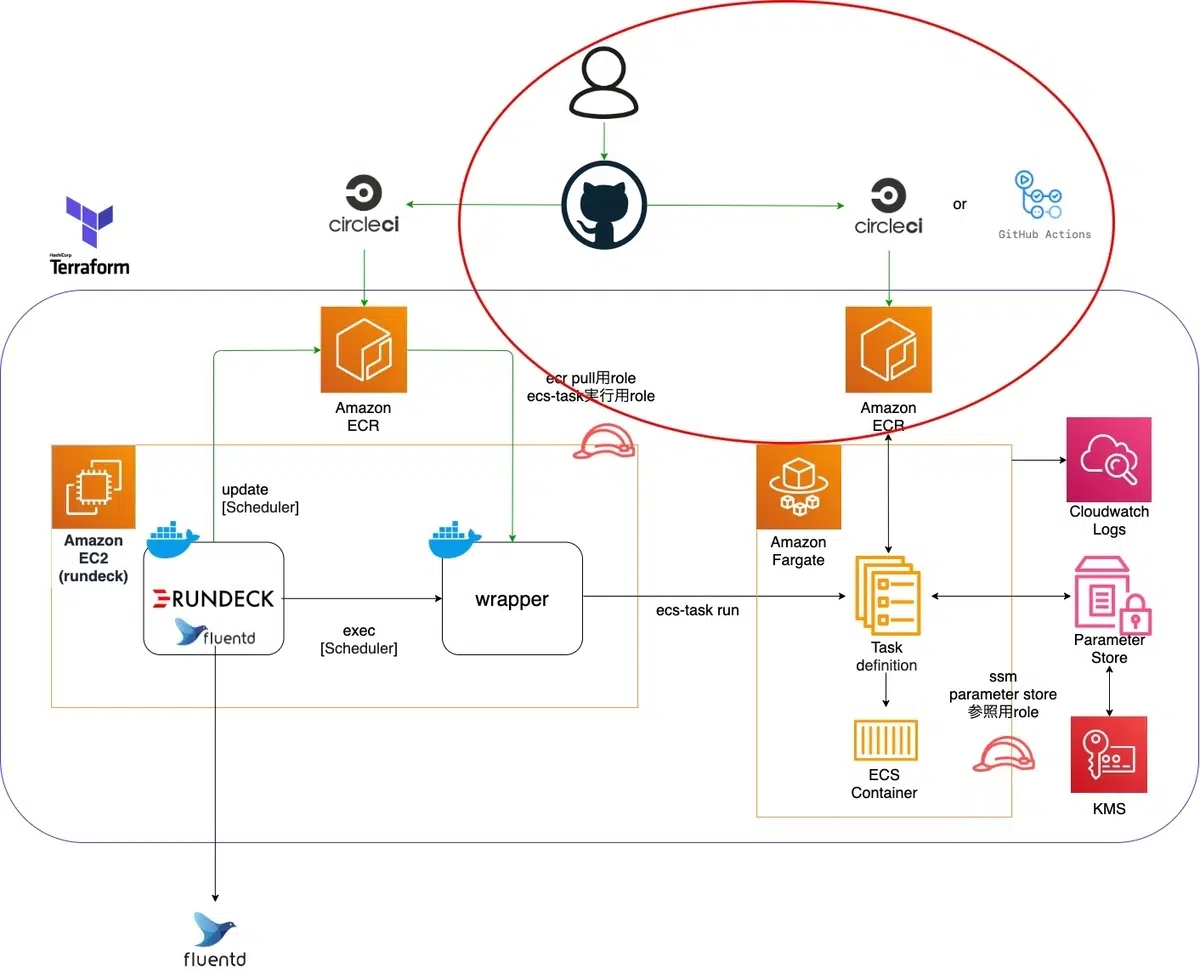 circleci
circleci
or
GitHub Actions
HashiCorp
Terraform
Amazon
ECR
ecr pull用role
ecs-task実行用role
Amazon
ECR
update
[Scheduler]
Amazon
EC2
(rundeck)
Amazon
Fargate
Cloudwatch
Logs
RUNDECK
fluentd
exec
[Scheduler]
wrapper
ecs-task run
Task
definition
Parameter
Store
ssm
parameter store
参照用role
ECS
Container
KMS
fluentd